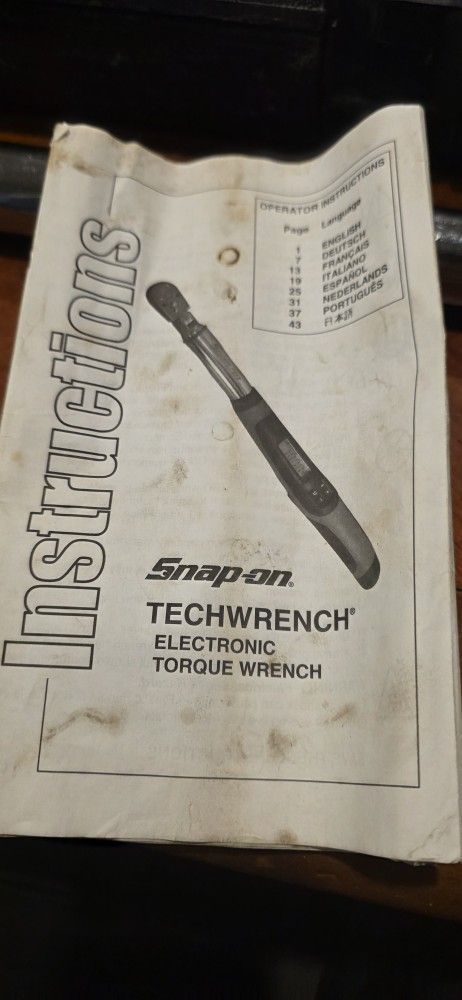 Instructions
OPERATOR INSTRUCTIONS
Page Language
1 ENGLISH
7 DEUTSCH
13 FRANÇAIS
19 ITALIANO
25 ESPAÑOL
31 NEDERLANDS
37 PORTUGUÊS
43 日本語
Snap-on®
TECHWRENCH®
ELECTRONIC
TORQUE WRENCH